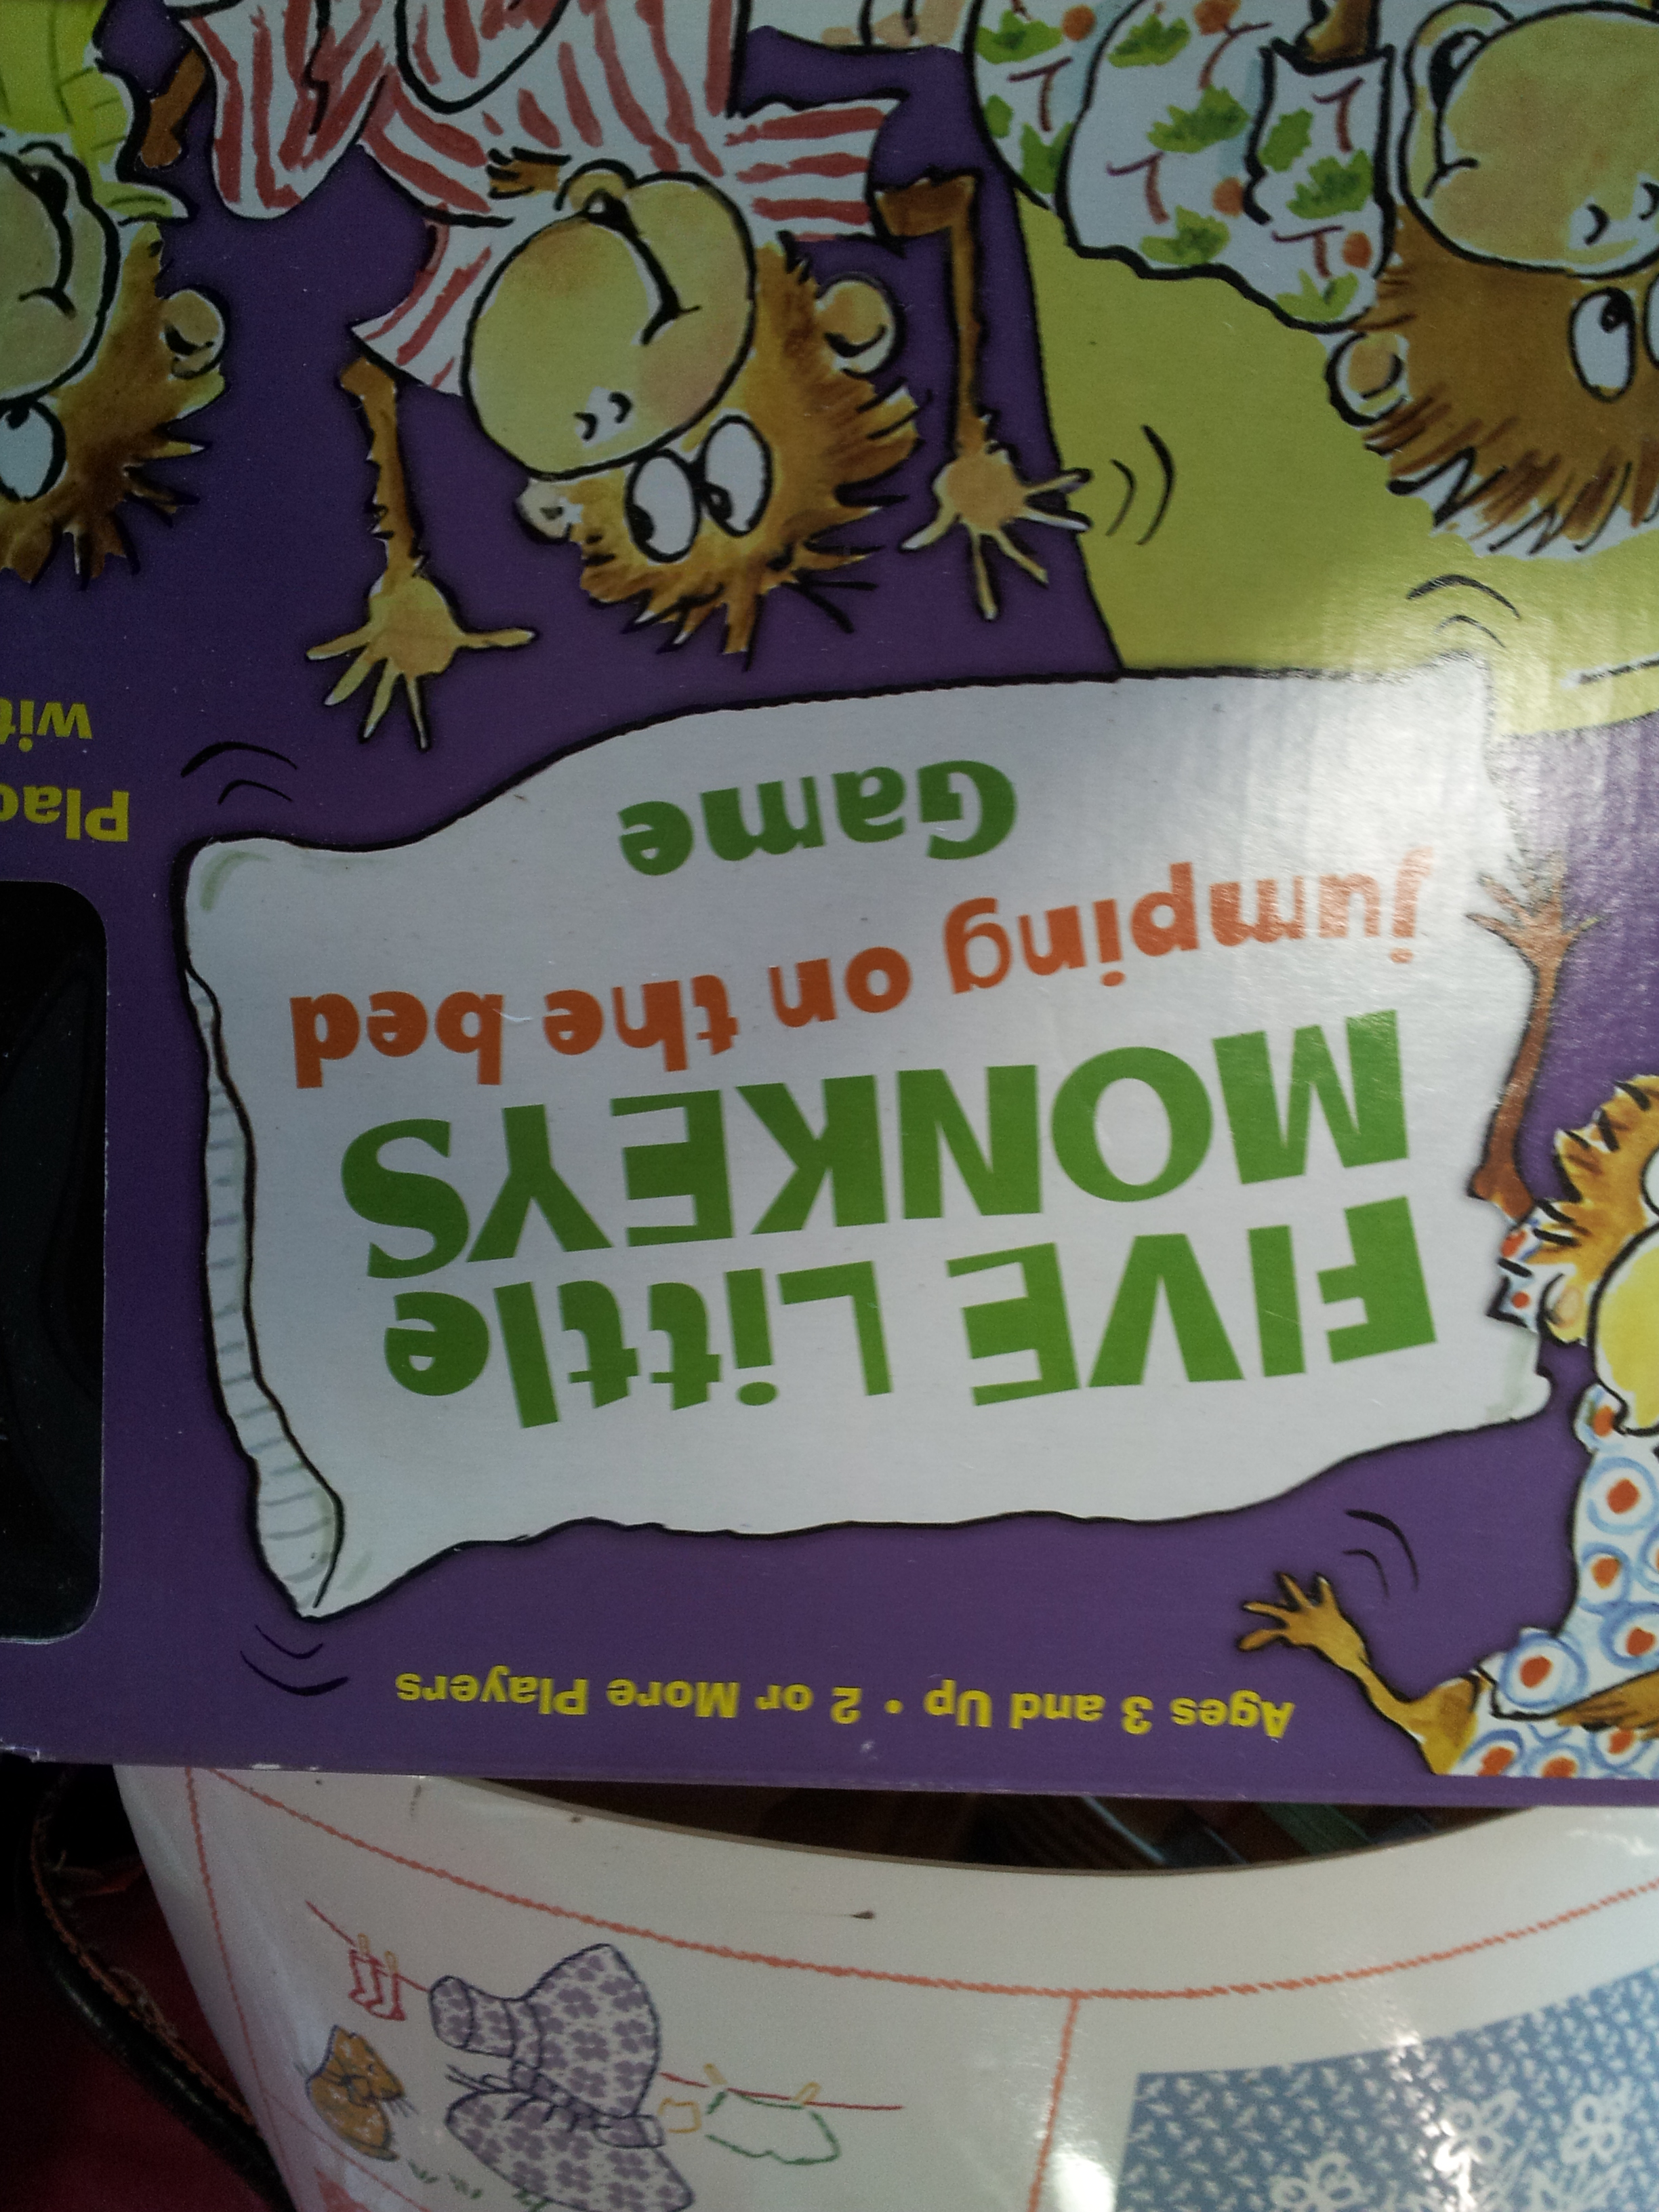 Ages 3 and Up • 2 or More Players
FIVE Little
MONKEYS
jumping on the bed
Game